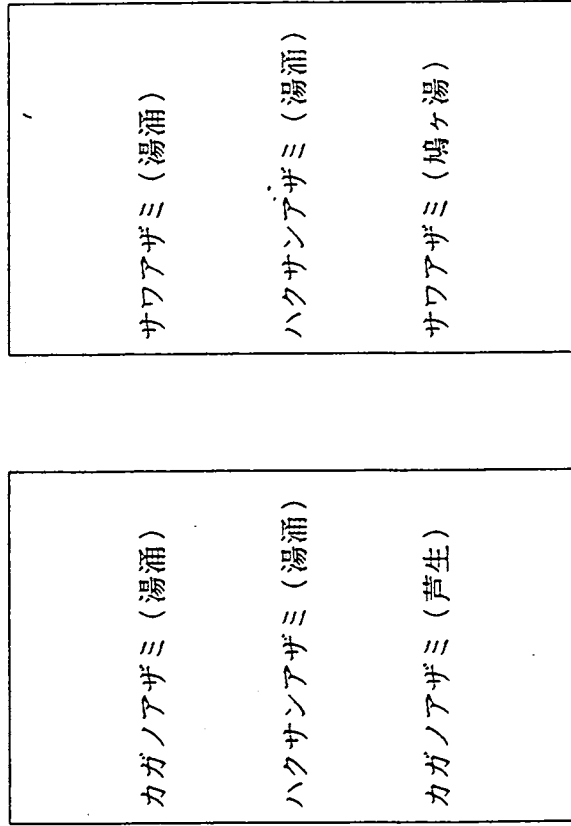 カガノアザミ（湯涌）
ハクサンアザミ（湯涌）
カガノアザミ（芦生）
サワアザミ（湯涌）
ハクサンアザミ（湯涌）
サワアザミ（鳩ヶ湯）